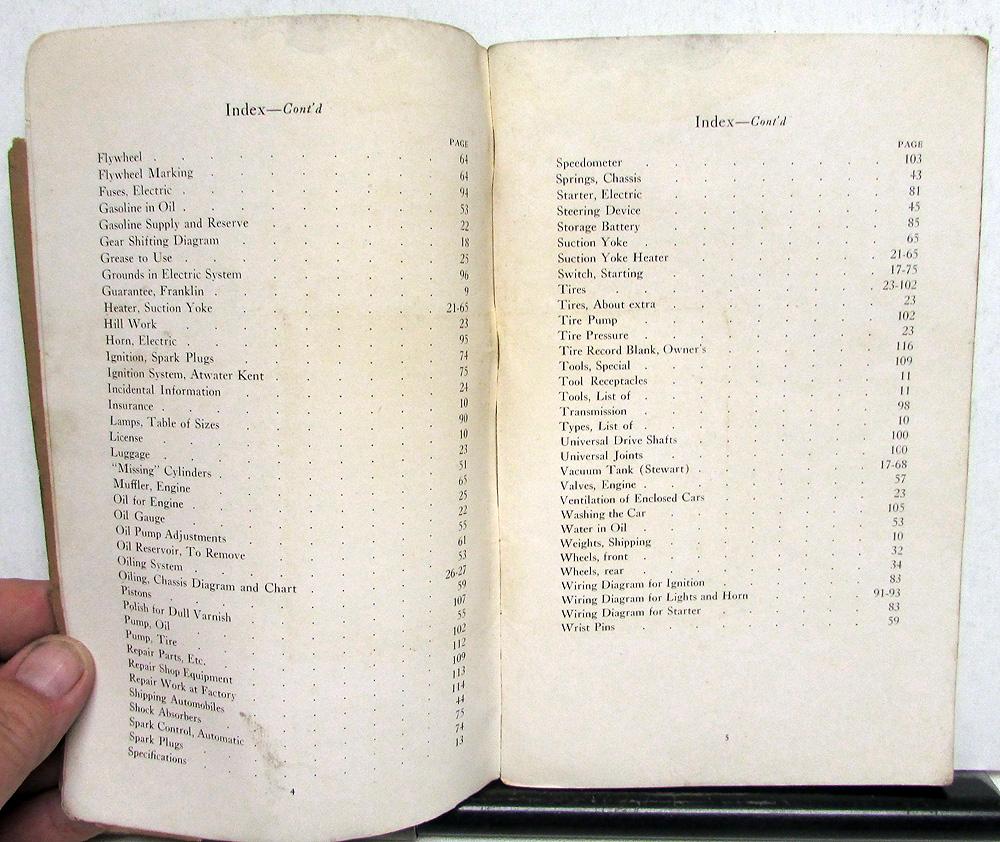 Index—Cont'd
PAGE
Flywheel . . . . . . . . 64
Flywheel Marking . . . . . . . 64
Fuses, Electric . . . . . . . 94
Gasoline in Oil . . . . . . . 53
Gasoline Supply and Reserve . . . . . 22
Gear Shifting Diagram . . . . . . 18
Grease to Use . . . . . . . 25
Grounds in Electric System . . . . . 96
Guarantee, Franklin . . . . . . 9
Heater, Suction Yoke . . . . . . 21-65
Hill Work . . . . . . . 23
Horn, Electric . . . . . . . 95
Ignition, Spark Plugs . . . . . . 74
Ignition System, Atwater Kent . . . . . 75
Incidental Information . . . . . . 24
Insurance . . . . . . . 10
Lamps, Table of Sizes . . . . . . 90
License . . . . . . . 10
Luggage . . . . . . . 23
"Missing" Cylinders . . . . . . 51
Muffler, Engine . . . . . . 65
Oil for Engine . . . . . . 25
Oil Gauge . . . . . . 22
Oil Pump Adjustments . . . . . 55
Oil Reservoir, To Remove . . . . . 61
Oiling System . . . . . . 53
Oiling, Chassis Diagram and Chart . . . . 26-27
Pistons . . . . . . 59
Polish for Dull Varnish . . . . . 107
Pump, Oil . . . . . . 55
Pump, Tire . . . . . . 102
Repair Parts, Etc. . . . . . 112
Repair Shop Equipment . . . . . 109
Repair Work at Factory . . . . . 113
Shipping Automobiles . . . . . 114
Shock Absorbers . . . . . 44
Spark Control, Automatic . . . . . 75
Spark Plugs . . . . . 74
Specifications . . . . . 13
4
Index—Cont'd
PAGE
Speedometer . . . . . . . 103
Springs, Chassis . . . . . . . 43
Starter, Electric . . . . . . . 81
Steering Device . . . . . . . 45
Storage Battery . . . . . . . 85
Suction Yoke . . . . . . . 65
Suction Yoke Heater . . . . . . 21-65
Switch, Starting . . . . . . 17-75
Tires . . . . . . . 23-102
Tires, About extra . . . . . . 23
Tire Pump . . . . . . . 102
Tire Pressure . . . . . . . 23
Tire Record Blank, Owner's . . . . . 116
Tools, Special . . . . . . . 109
Tool Receptacles . . . . . . 11
Tools, List of . . . . . . . 11
Transmission . . . . . . . 98
Types, List of . . . . . . . 10
Universal Drive Shafts . . . . . . 100
Universal Joints . . . . . . 100
Vacuum Tank (Stewart) . . . . . . 17-68
Valves, Engine . . . . . . . 57
Ventilation of Enclosed Cars . . . . . 23
Washing the Car . . . . . . 105
Water in Oil . . . . . . . 53
Weights, Shipping . . . . . . 10
Wheels, front . . . . . . . 32
Wheels, rear . . . . . . . 34
Wiring Diagram for Ignition . . . . . 83
Wiring Diagram for Lights and Horn . . . . 91-93
Wiring Diagram for Starter . . . . . 83
Wrist Pins . . . . . . . 59
5